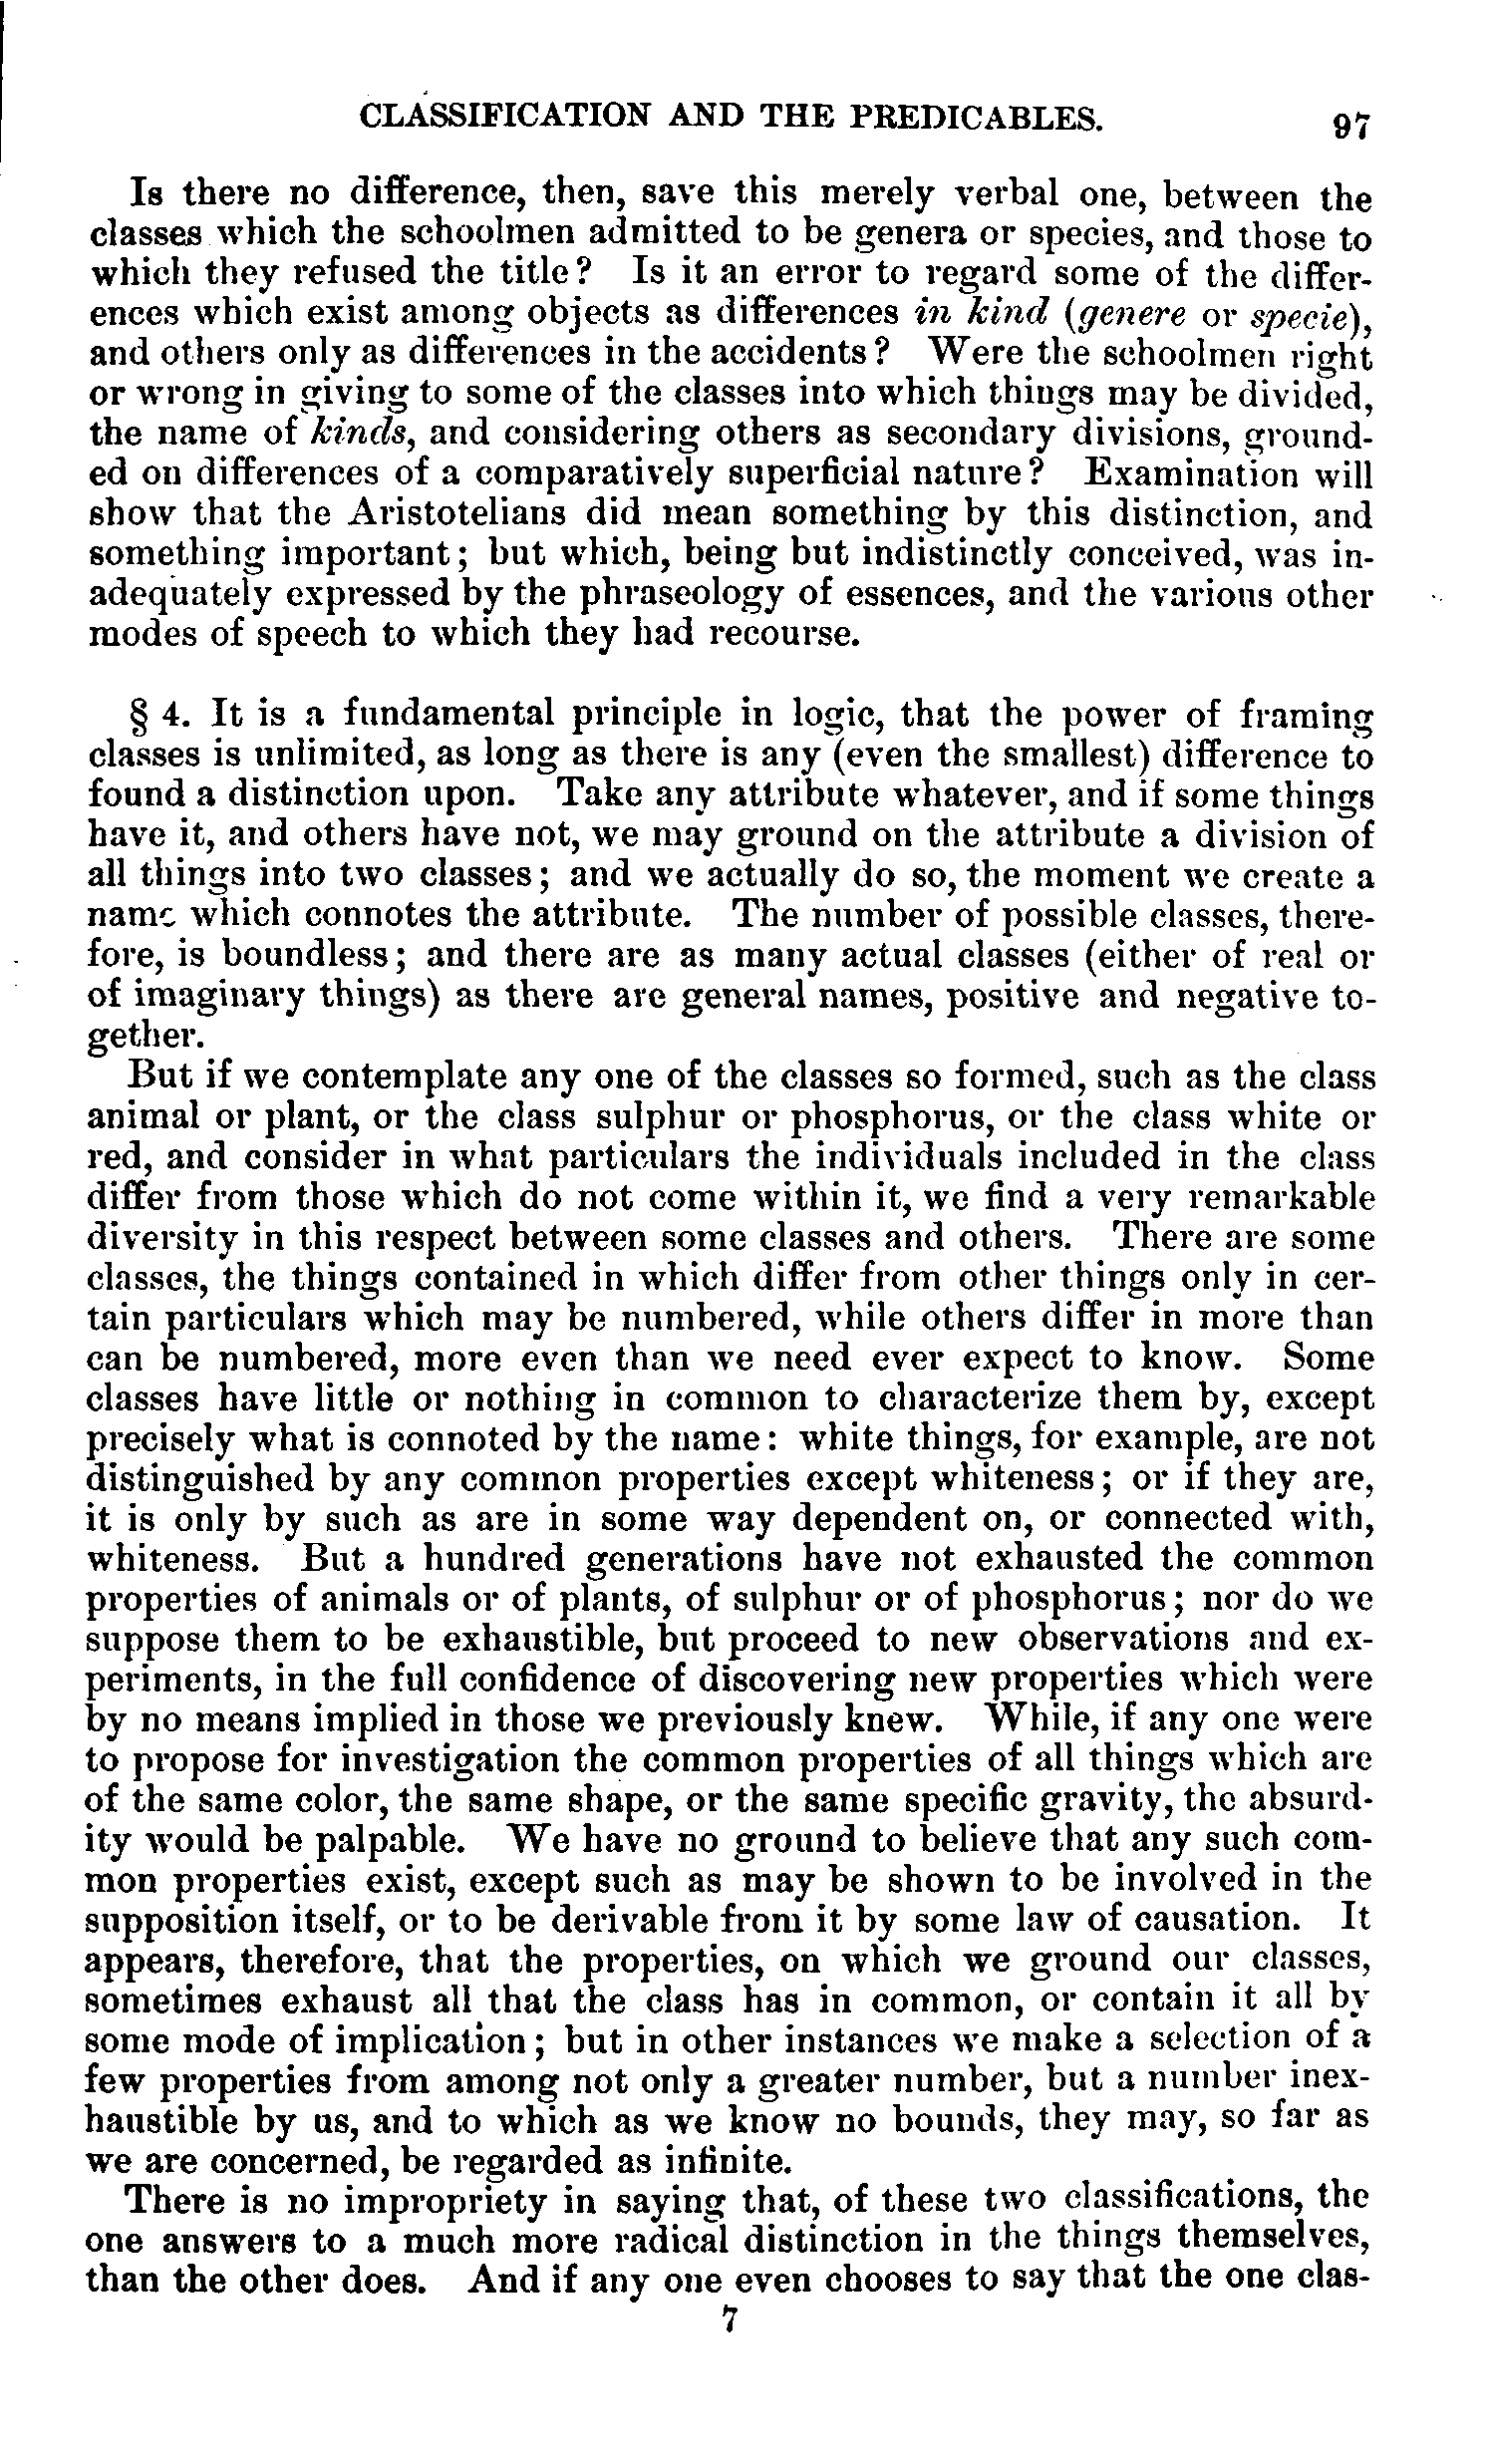 CLASSIFICATION AND THE PREDICABLES. 97
Is there no difference, then, save this merely verbal one, between the
classes which the schoolmen admitted to be genera or species, and those to
which they refused the title? Is it an error to regard some of the differ-
ences which exist among objects as differences in kind (genere or specie),
and others only as differences in the accidents? Were the schoolmen right
or wrong in giving to some of the classes into which things may be divided,
the name of kinds, and considering others as secondary divisions, ground-
ed on differences of a comparatively superficial nature? Examination will
show that the Aristotelians did mean something by this distinction, and
something important; but which, being but indistinctly conceived, was in-
adequately expressed by the phraseology of essences, and the various other
modes of speech to which they had recourse.
§ 4. It is a fundamental principle in logic, that the power of framing
classes is unlimited, as long as there is any (even the smallest) difference to
found a distinction upon. Take any attribute whatever, and if some things
have it, and others have not, we may ground on the attribute a division of
all things into two classes; and we actually do so, the moment we create a
name which connotes the attribute. The number of possible classes, there-
fore, is boundless; and there are as many actual classes (either of real or
of imaginary things) as there are general names, positive and negative to-
gether.
But if we contemplate any one of the classes so formed, such as the class
animal or plant, or the class sulphur or phosphorus, or the class white or
red, and consider in what particulars the individuals included in the class
differ from those which do not come within it, we find a very remarkable
diversity in this respect between some classes and others. There are some
classes, the things contained in which differ from other things only in cer-
tain particulars which may be numbered, while others differ in more than
can be numbered, more even than we need ever expect to know. Some
classes have little or nothing in common to characterize them by, except
precisely what is connoted by the name: white things, for example, are not
distinguished by any common properties except whiteness; or if they are,
it is only by such as are in some way dependent on, or connected with,
whiteness. But a hundred generations have not exhausted the common
properties of animals or of plants, of sulphur or of phosphorus; nor do we
suppose them to be exhaustible, but proceed to new observations and ex-
periments, in the full confidence of discovering new properties which were
by no means implied in those we previously knew. While, if any one were
to propose for investigation the common properties of all things which are
of the same color, the same shape, or the same specific gravity, the absurd-
ity would be palpable. We have no ground to believe that any such com-
mon properties exist, except such as may be shown to be involved in the
supposition itself, or to be derivable from it by some law of causation. It
appears, therefore, that the properties, on which we ground our classes,
sometimes exhaust all that the class has in common, or contain it all by
some mode of implication; but in other instances we make a selection of a
few properties from among not only a greater number, but a number inex-
haustible by us, and to which as we know no bounds, they may, so far as
we are concerned, be regarded as infinite.
There is no impropriety in saying that, of these two classifications, the
one answers to a much more radical distinction in the things themselves,
than the other does. And if any one even chooses to say that the one clas-
7